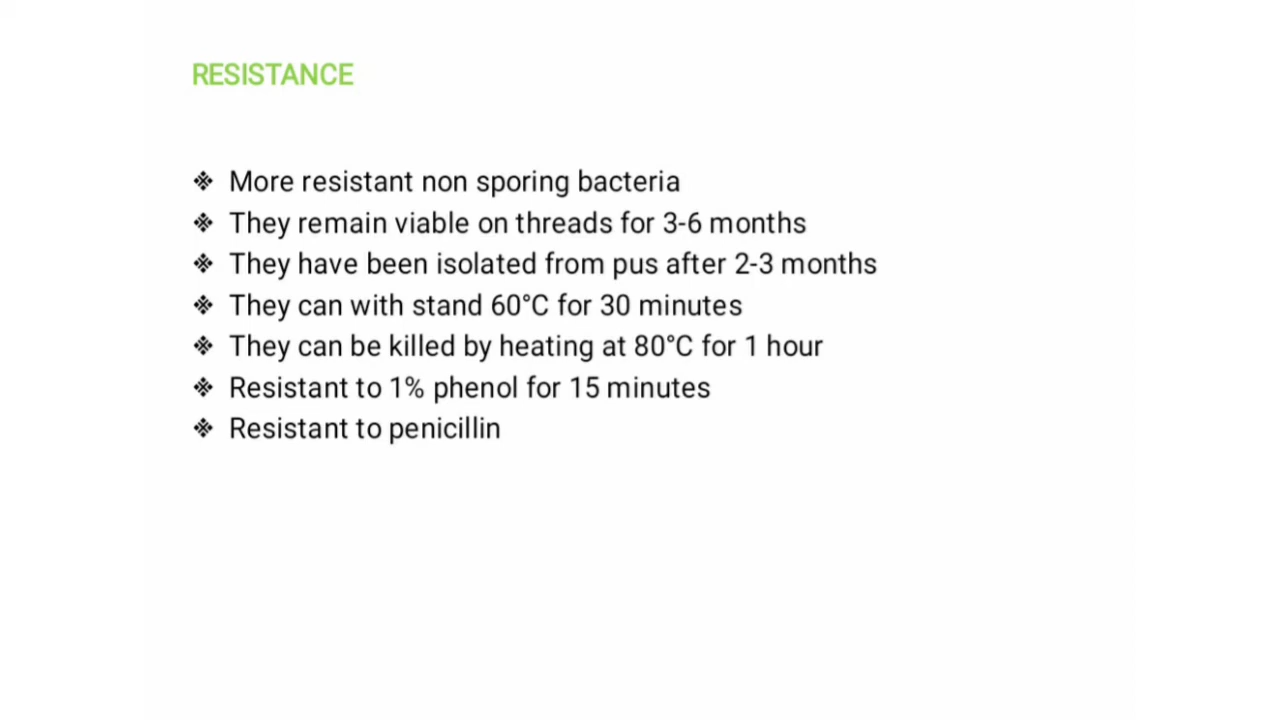 RESISTANCE
❖ More resistant non sporing bacteria
❖ They remain viable on threads for 3-6 months
❖ They have been isolated from pus after 2-3 months
❖ They can with stand 60°C for 30 minutes
❖ They can be killed by heating at 80°C for 1 hour
❖ Resistant to 1% phenol for 15 minutes
❖ Resistant to penicillin